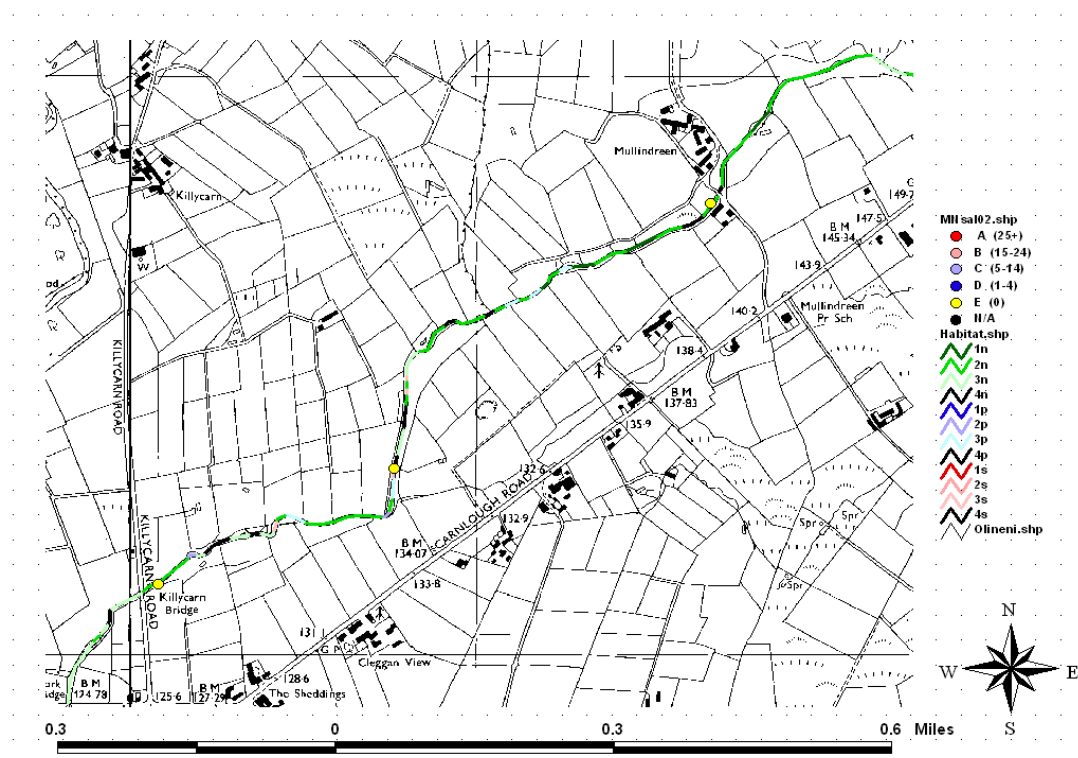 Mullindreen
Killycarn
W
149·2
147·5
B M
145·34
143·9
140·2
Mullindreen
Pr Sch
138·4
B M
137·83
135·9
132·6
CARNLOUGH ROAD
132·9
B M
134·07
133·8
KILLYCARN ROAD
KILLYCARN ROAD
Killycarn
Bridge
Spr
Spr
Spr
131·1
G P
Cleggan View
128·6
The Sheddings
B M
127·29
125·6
B M
124·78
MNsal02.shp
A (25+)
B (15-24)
C (5-14)
D (1-4)
E (0)
N/A
Habitat.shp
1n
2n
3n
4n
1p
2p
3p
4p
1s
2s
3s
4s
Olineni.shp
N
W
E
S
0.3
0
0.3
0.6
Miles